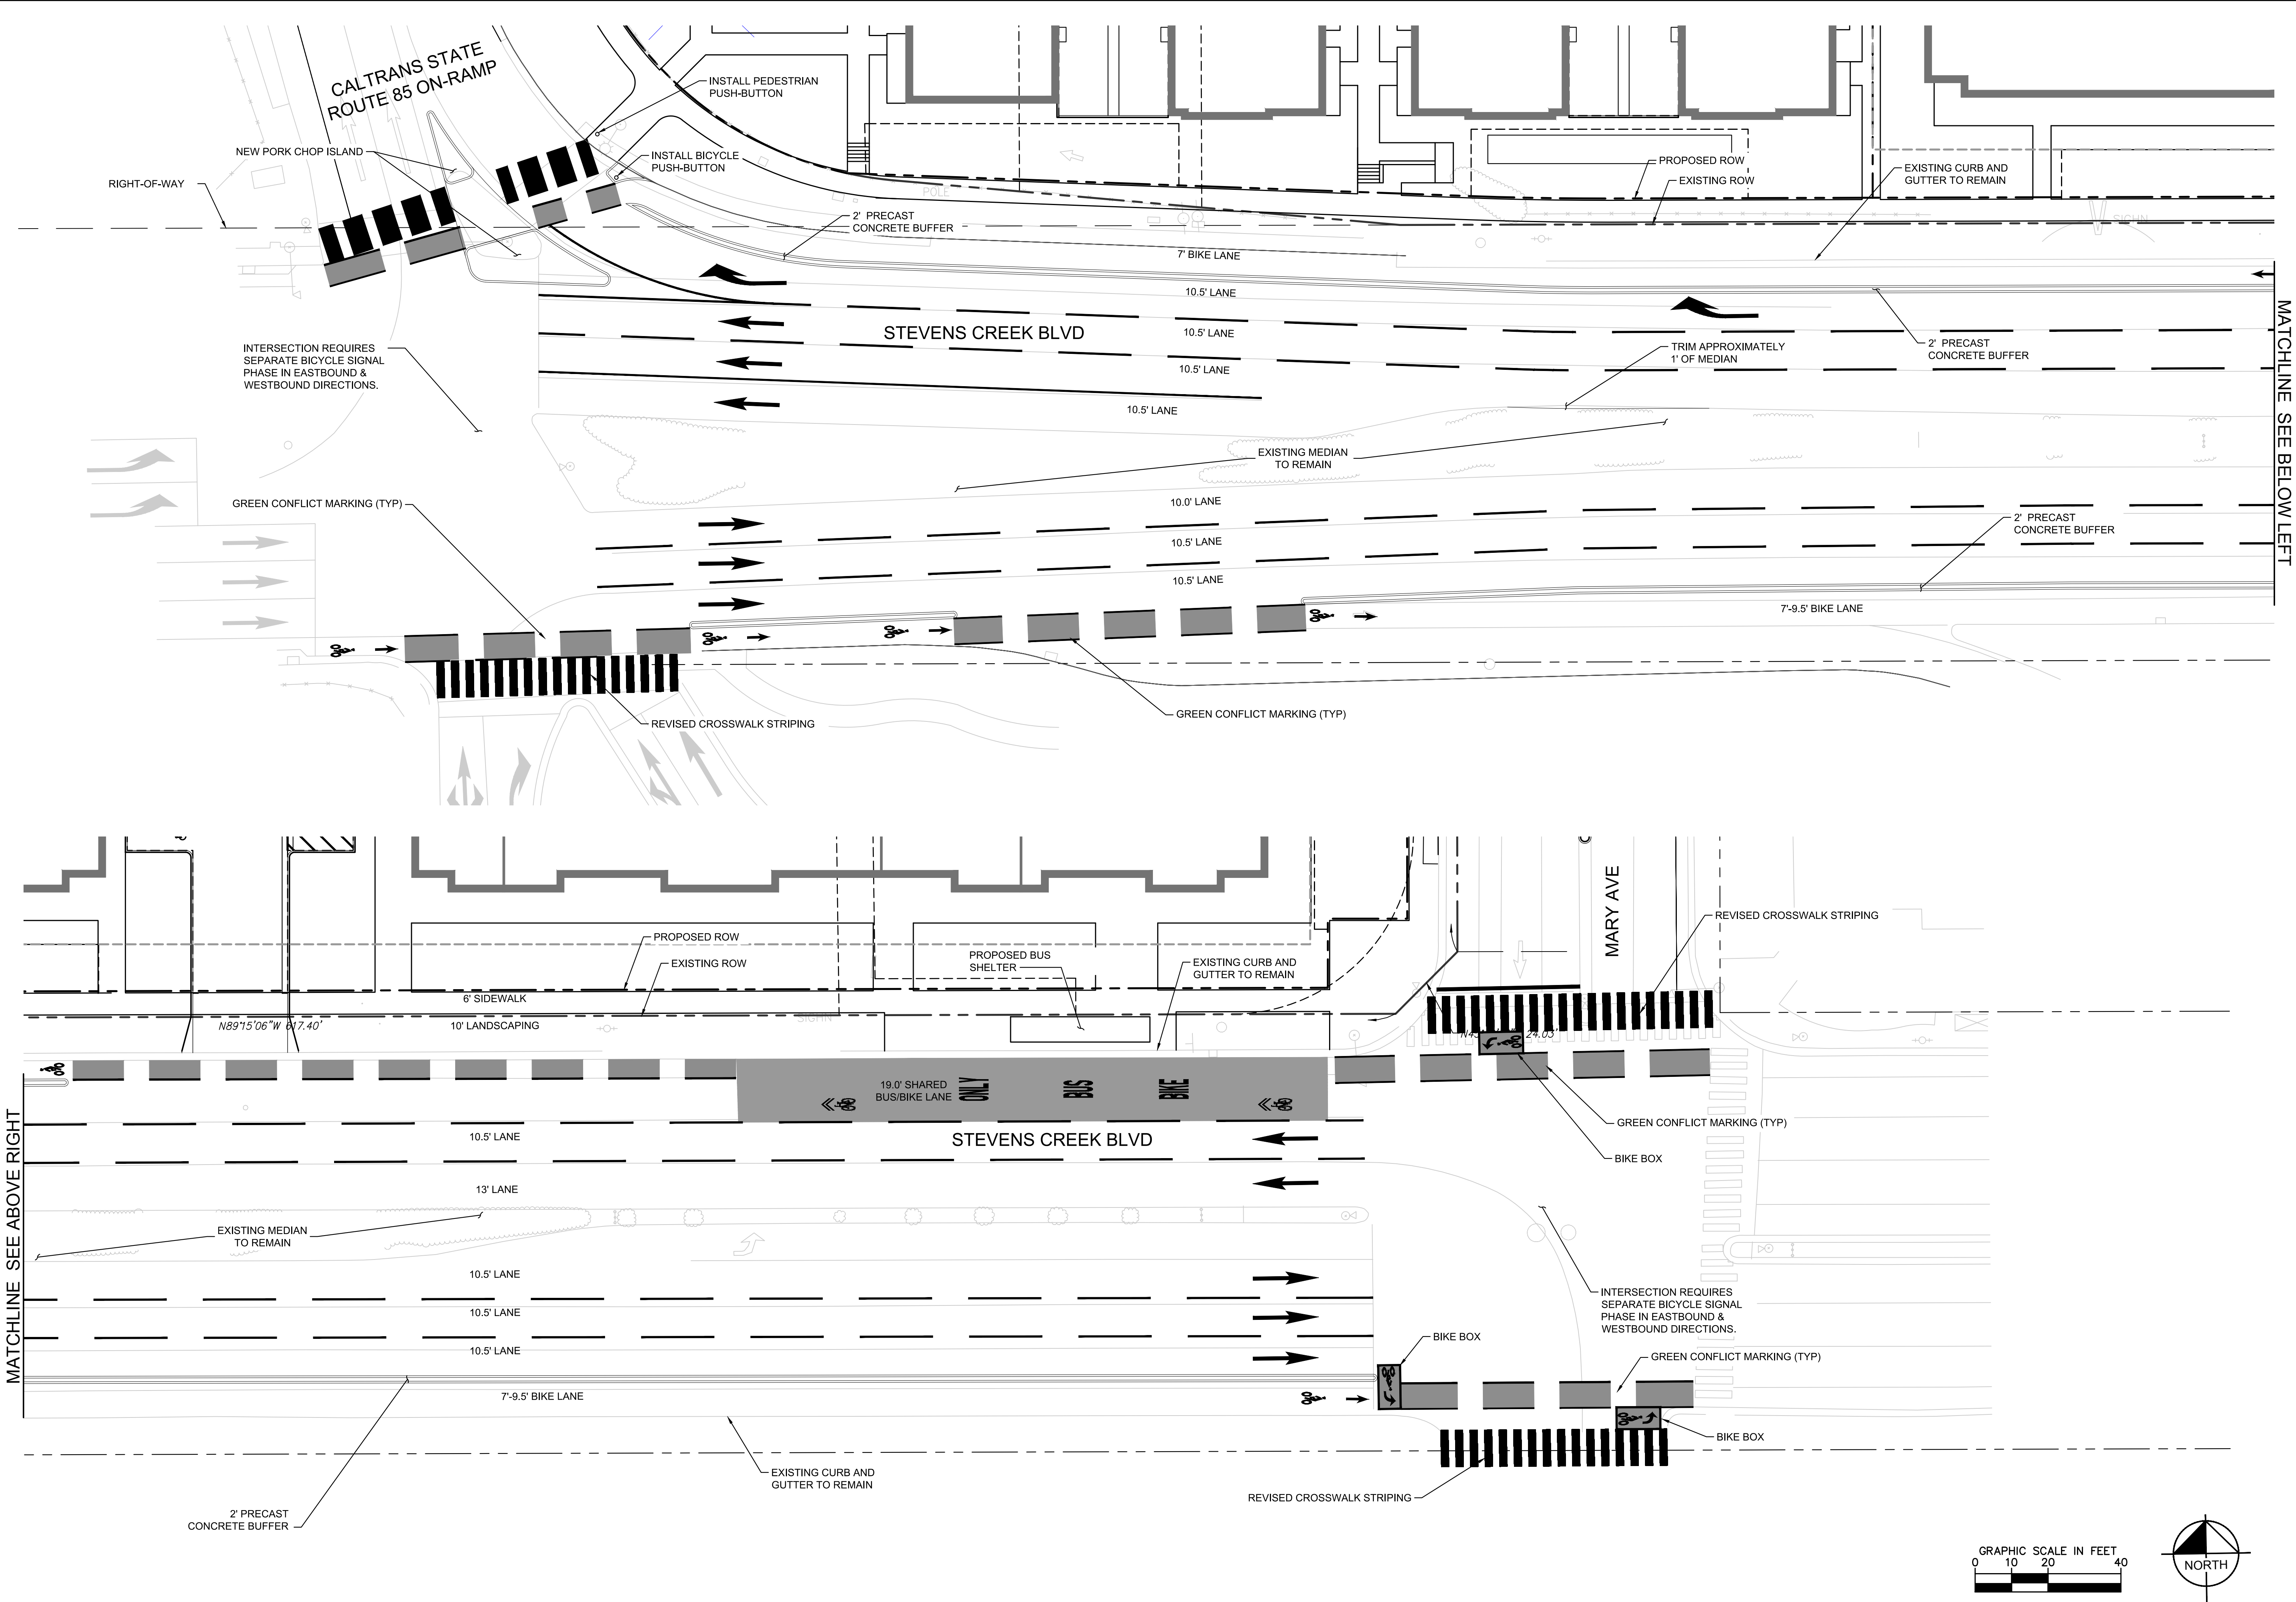 CALTRANS STATE
ROUTE 85 ON-RAMP
INSTALL PEDESTRIAN
PUSH-BUTTON
NEW PORK CHOP ISLAND
INSTALL BICYCLE
PUSH-BUTTON
RIGHT-OF-WAY
POLE
2' PRECAST
CONCRETE BUFFER
PROPOSED ROW
EXISTING ROW
EXISTING CURB AND
GUTTER TO REMAIN
SIGHN
7' BIKE LANE
10.5' LANE
STEVENS CREEK BLVD
10.5' LANE
10.5' LANE
10.5' LANE
INTERSECTION REQUIRES
SEPARATE BICYCLE SIGNAL
PHASE IN EASTBOUND &
WESTBOUND DIRECTIONS.
TRIM APPROXIMATELY
1' OF MEDIAN
2' PRECAST
CONCRETE BUFFER
MATCHLINE SEE BELOW LEFT
EXISTING MEDIAN
TO REMAIN
GREEN CONFLICT MARKING (TYP)
10.0' LANE
10.5' LANE
10.5' LANE
2' PRECAST
CONCRETE BUFFER
7'-9.5' BIKE LANE
REVISED CROSSWALK STRIPING
GREEN CONFLICT MARKING (TYP)
MARY AVE
REVISED CROSSWALK STRIPING
PROPOSED ROW
EXISTING ROW
PROPOSED BUS
SHELTER
EXISTING CURB AND
GUTTER TO REMAIN
6' SIDEWALK
N89°15'06"W 617.40'
10' LANDSCAPING
SIGHN
24.03'
19.0' SHARED
BUS/BIKE LANE
ONLY
BUS
BIKE
GREEN CONFLICT MARKING (TYP)
BIKE BOX
10.5' LANE
STEVENS CREEK BLVD
13' LANE
MATCHLINE SEE ABOVE RIGHT
EXISTING MEDIAN
TO REMAIN
10.5' LANE
10.5' LANE
10.5' LANE
7'-9.5' BIKE LANE
INTERSECTION REQUIRES
SEPARATE BICYCLE SIGNAL
PHASE IN EASTBOUND &
WESTBOUND DIRECTIONS.
BIKE BOX
GREEN CONFLICT MARKING (TYP)
BIKE BOX
EXISTING CURB AND
GUTTER TO REMAIN
REVISED CROSSWALK STRIPING
2' PRECAST
CONCRETE BUFFER
GRAPHIC SCALE IN FEET
0 10 20 40
NORTH